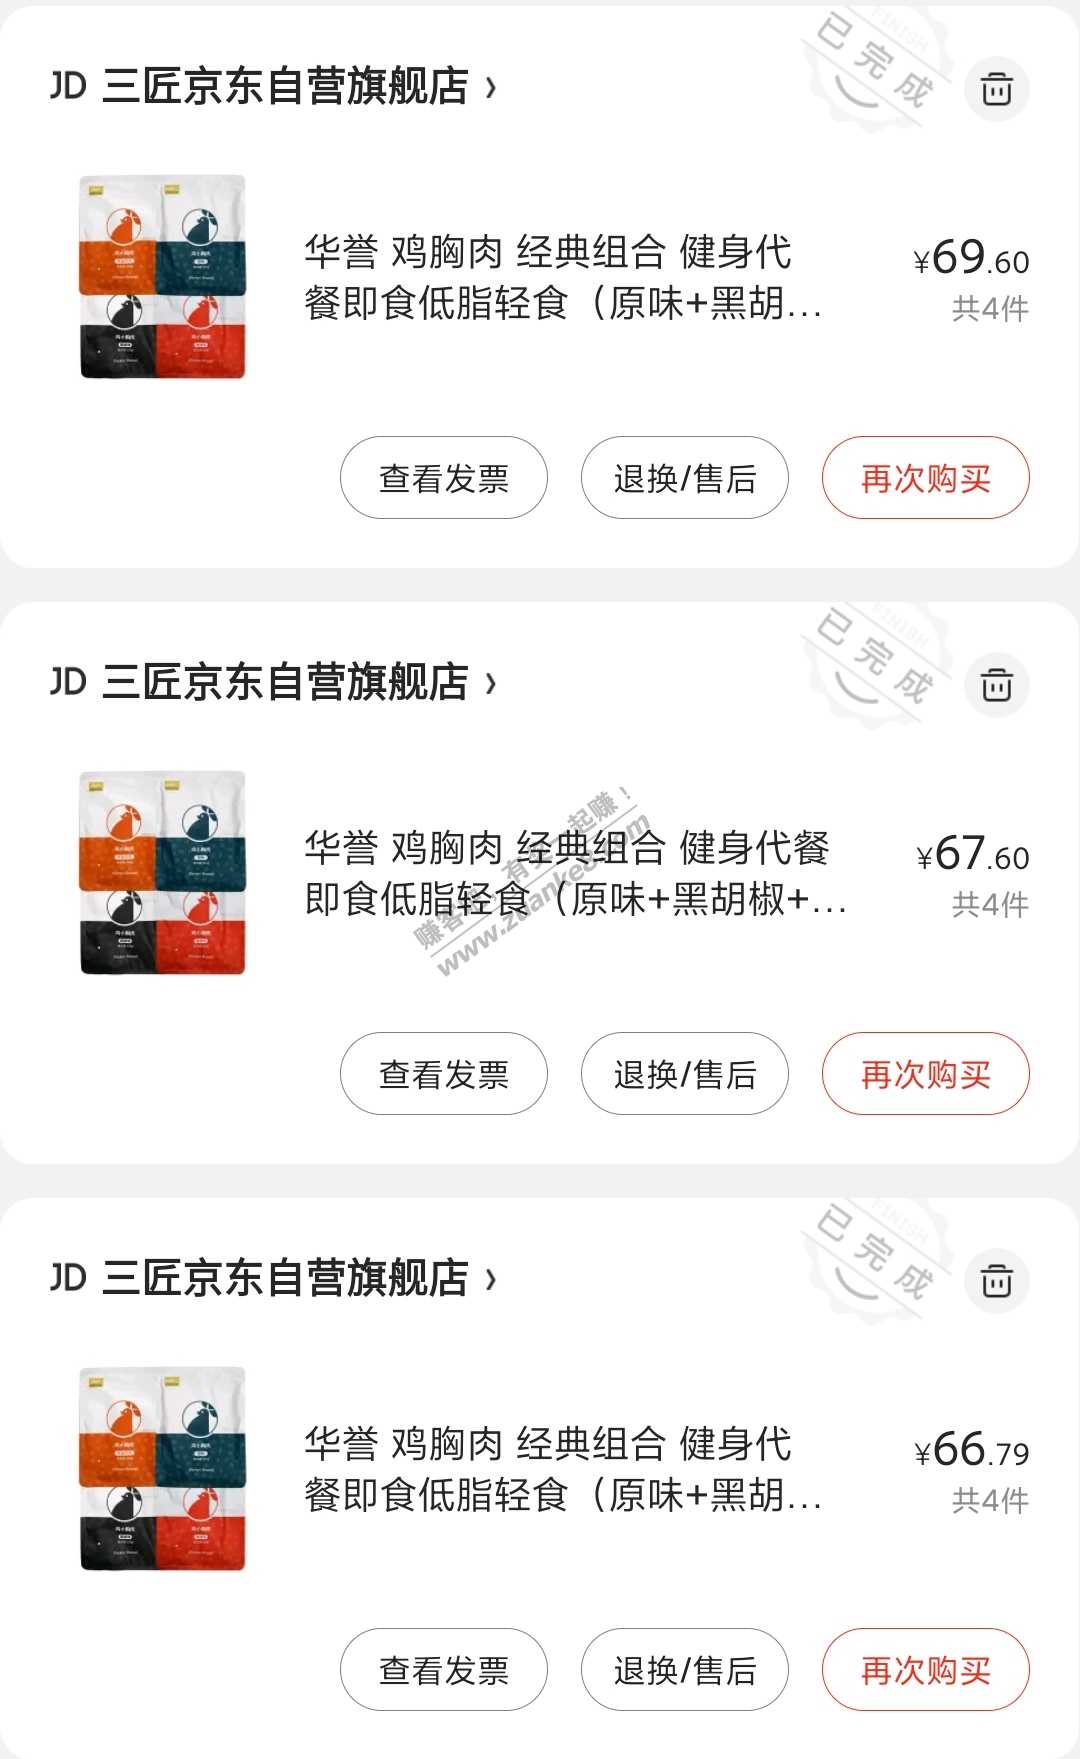 FINISH
已完成
JD 三匠京东自营旗舰店 ›
华誉 鸡胸肉 经典组合 健身代
餐即食低脂轻食（原味+黑胡...
¥69.60
共4件
查看发票
退换/售后
再次购买
FINISH
已完成
JD 三匠京东自营旗舰店 ›
华誉 鸡胸肉 经典组合 健身代餐
即食低脂轻食（原味+黑胡椒+...
¥67.60
共4件
www.zuanke8.com
查看发票
退换/售后
再次购买
FINISH
已完成
JD 三匠京东自营旗舰店 ›
华誉 鸡胸肉 经典组合 健身代
餐即食低脂轻食（原味+黑胡...
¥66.79
共4件
查看发票
退换/售后
再次购买